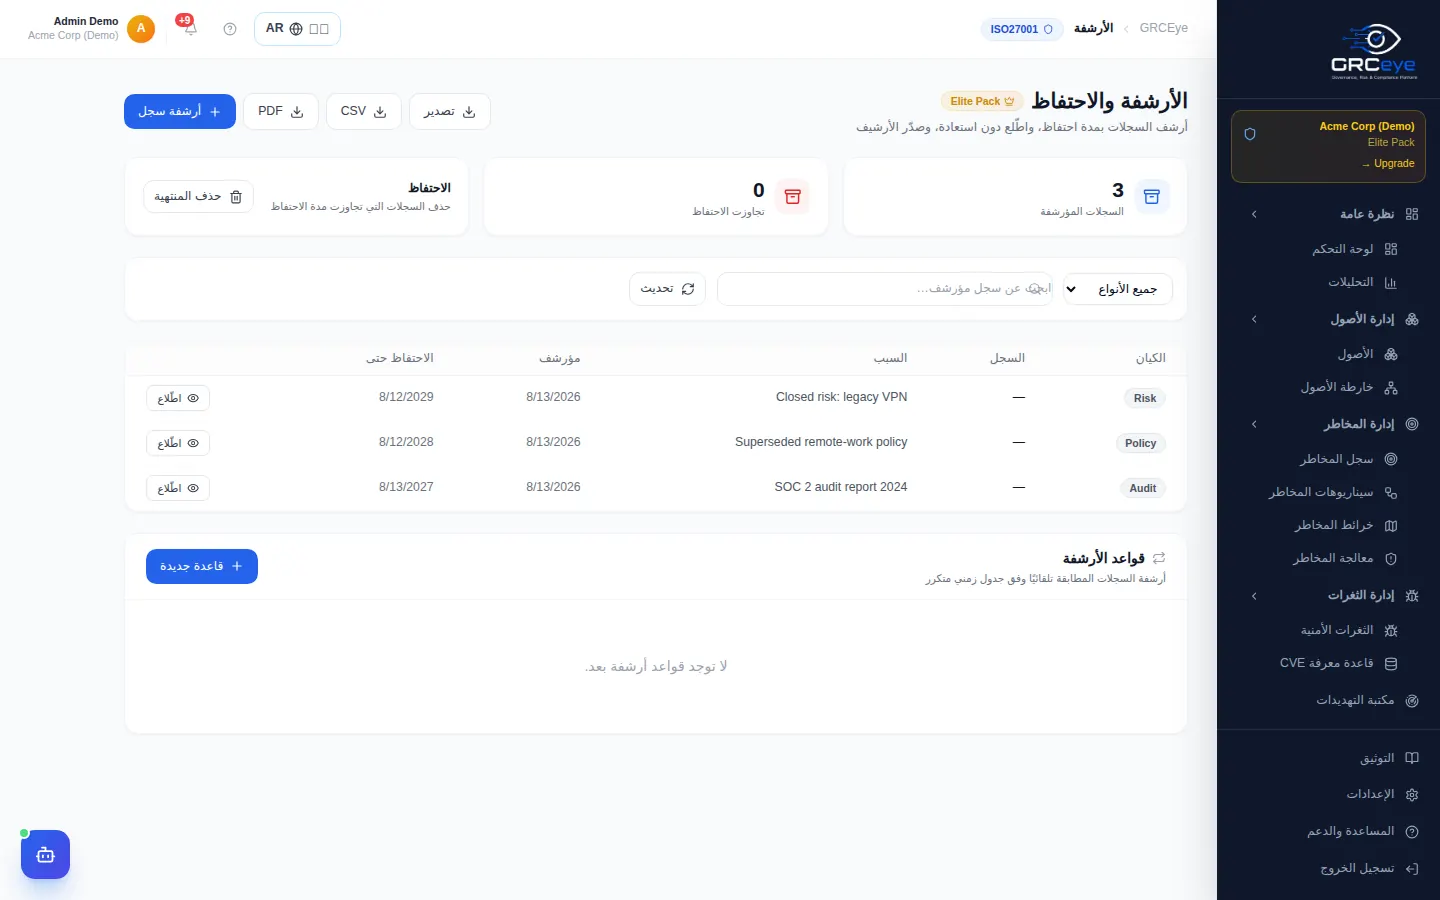 GRCEye
الأرشفة
ISO27001
AR
+9
Admin Demo
Acme Corp (Demo)
A
GRCeye
Governance, Risk & Compliance Platform
Acme Corp (Demo)
Elite Pack
Upgrade →
نظرة عامة
لوحة التحكم
التحليلات
إدارة الأصول
الأصول
خارطة الأصول
إدارة المخاطر
سجل المخاطر
سيناريوهات المخاطر
خرائط المخاطر
معالجة المخاطر
إدارة الثغرات
الثغرات الأمنية
قاعدة معرفة CVE
مكتبة التهديدات
التوثيق
الإعدادات
المساعدة والدعم
تسجيل الخروج
الأرشفة والاحتفاظ
Elite Pack
أرشف السجلات بمدة احتفاظ، واطّلع دون استعادة، وصدّر الأرشيف
تصدير
CSV
PDF
أرشفة سجل
3
السجلات المؤرشفة
0
تجاوزت الاحتفاظ
الاحتفاظ
حذف السجلات التي تجاوزت مدة الاحتفاظ
حذف المنتهية
جميع الأنواع
ابحث عن سجل مؤرشف...
تحديث
الكيان السجل السبب مؤرشف الاحتفاظ حتى
Risk — Closed risk: legacy VPN 8/13/2026 8/12/2029 اطّلاع
Policy — Superseded remote-work policy 8/13/2026 8/12/2028 اطّلاع
Audit — SOC 2 audit report 2024 8/13/2026 8/13/2027 اطّلاع
قواعد الأرشفة
أرشفة السجلات المطابقة تلقائيًا وفق جدول زمني متكرر
قاعدة جديدة
لا توجد قواعد أرشفة بعد.